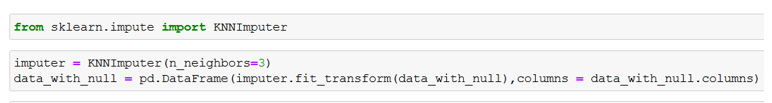 from sklearn.impute import KNNImputer
imputer = KNNImputer(n_neighbors=3)
data_with_null = pd.DataFrame(imputer.fit_transform(data_with_null),columns = data_with_null.columns)